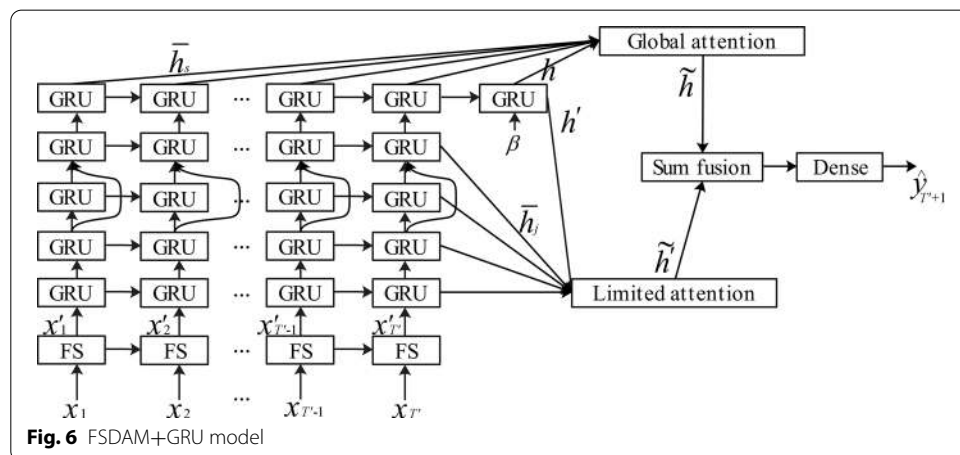 Global attention
h̄s
h
h̃
GRU GRU ... GRU GRU GRU
h'
GRU GRU ... GRU GRU
β
Sum fusion Dense ŷT'+1
GRU GRU ... GRU GRU
h̄j
GRU GRU ... GRU GRU
h̃'
GRU GRU ... GRU GRU Limited attention
x'1 x'2 x'T'-1 x'T'
FS FS ... FS FS
x1 x2 ... xT'-1 xT'
Fig. 6 FSDAM+GRU model